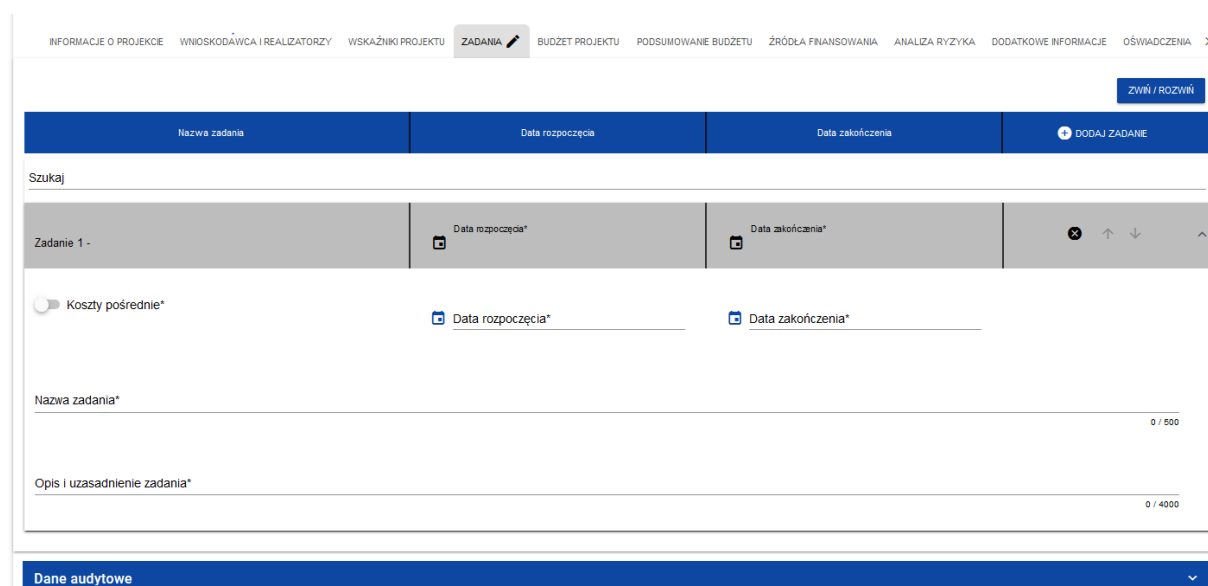 INFORMACJE O PROJEKCIE WNIOSKODAWCA I REALIZATORZY WSKAŹNIKI PROJEKTU ZADANIA BUDŻET PROJEKTU PODSUMOWANIE BUDŻETU ŹRÓDŁA FINANSOWANIA ANALIZA RYZYKA DODATKOWE INFORMACJE OŚWIADCZENIA
ZWIŃ / ROZWIŃ
Nazwa zadania Data rozpoczęcia Data zakończenia DODAJ ZADANIE
Szukaj
Zadanie 1 - Data rozpoczęcia* Data zakończenia*
Koszty pośrednie* Data rozpoczęcia* Data zakończenia*
Nazwa zadania*
0 / 500
Opis i uzasadnienie zadania*
0 / 4000
Dane audytowe